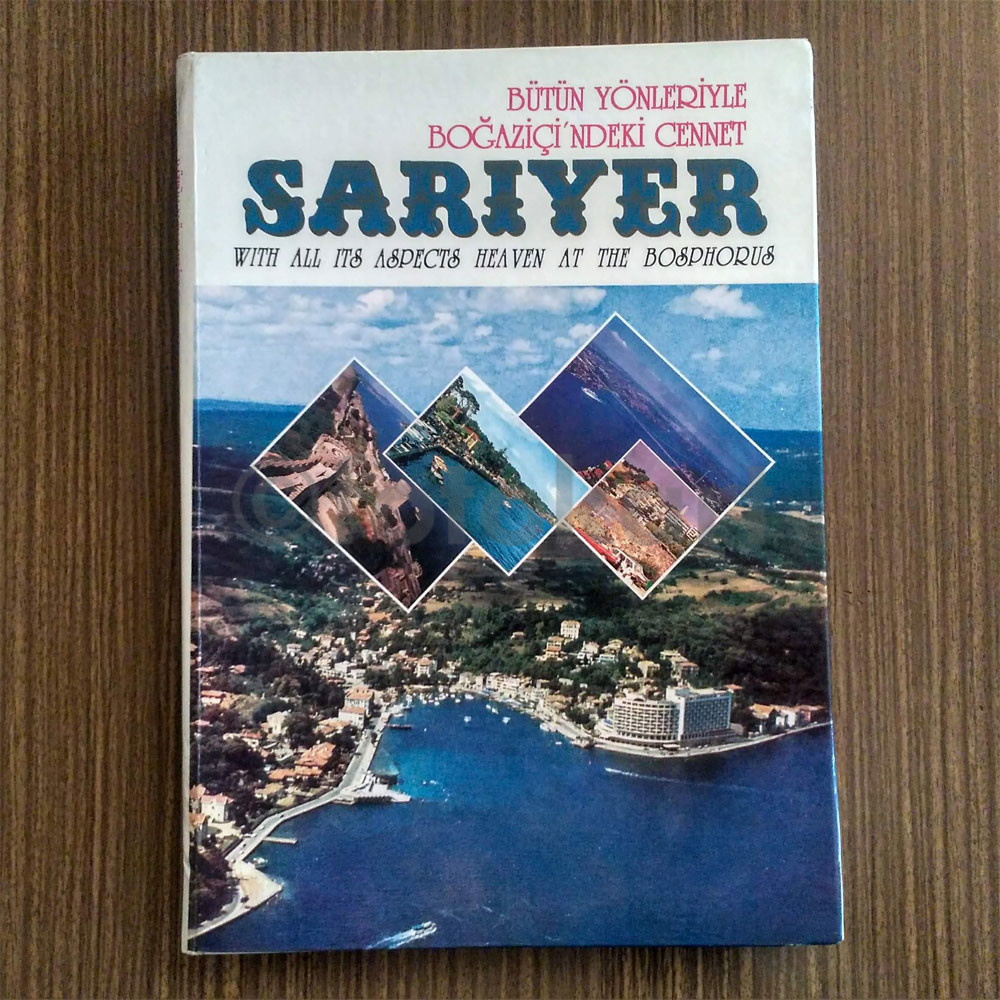 BÜTÜN YÖNLERİYLE
BOĞAZİÇİ'NDEKİ CENNET
SARIYER
WITH ALL ITS ASPECTS HEAVEN AT THE BOSPHORUS